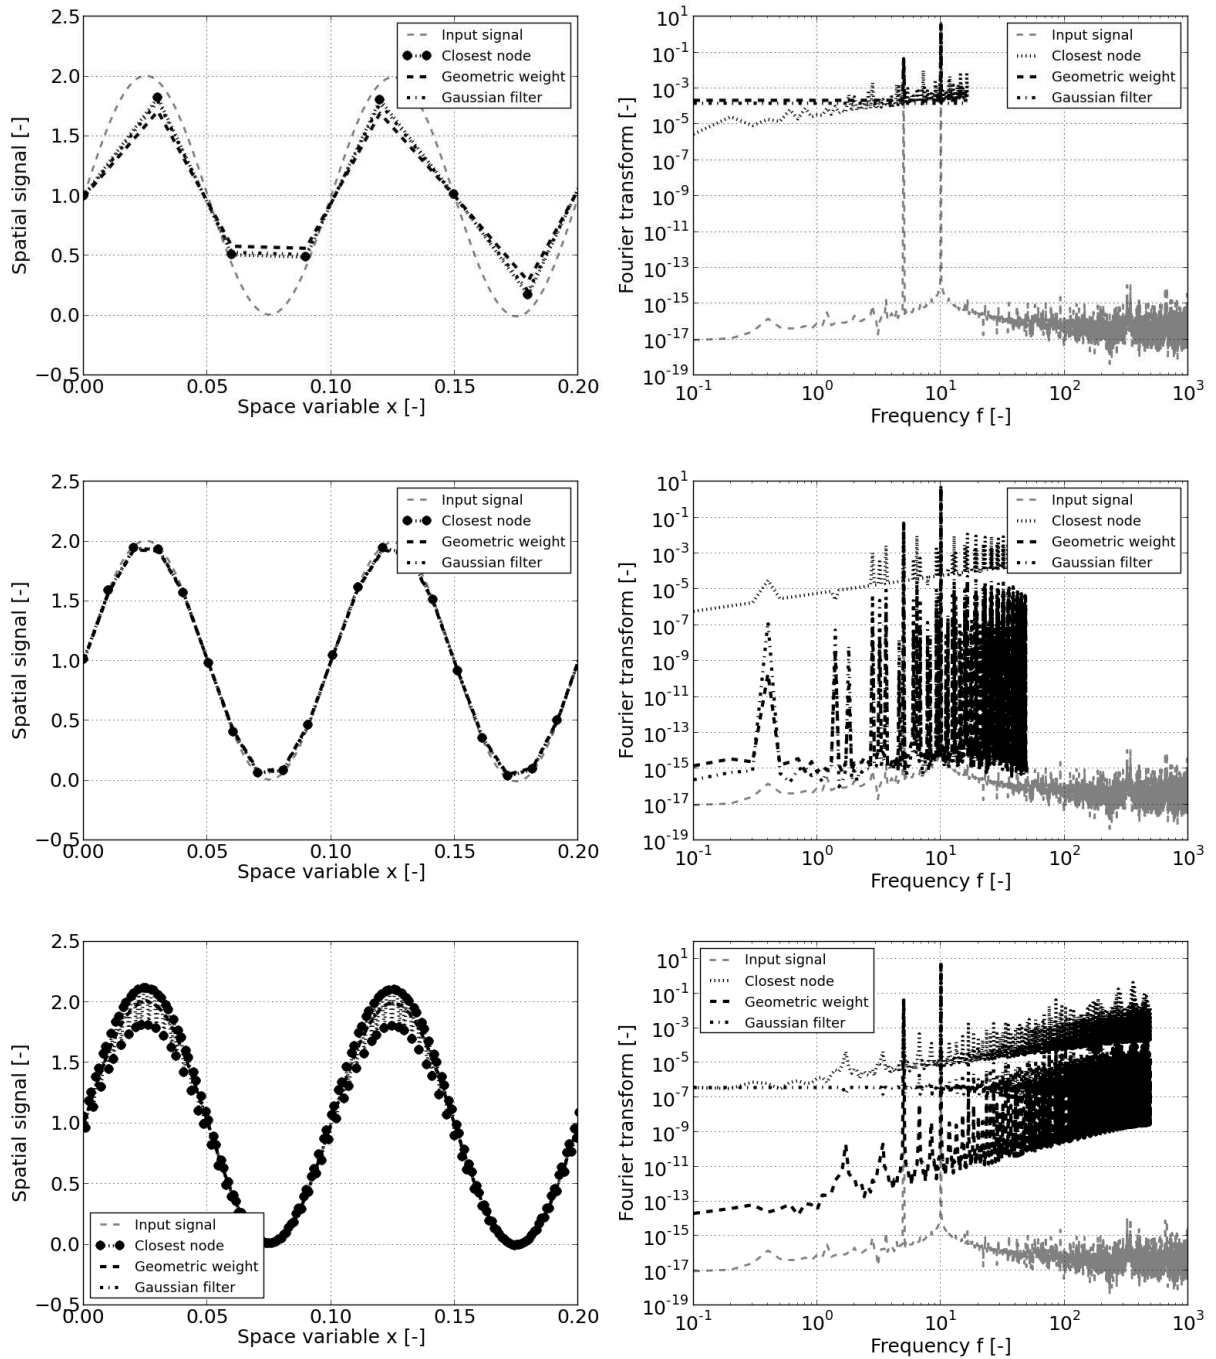 2.5
2.0
1.5
1.0
0.5
0.0
−0.5
Spatial signal [-]
Input signal
Closest node
Geometric weight
Gaussian filter
0.00 0.05 0.10 0.15 0.20
Space variable x [-]
10^1
10^-1
10^-3
10^-5
10^-7
10^-9
10^-11
10^-13
10^-15
10^-17
10^-19
Fourier transform [-]
Input signal
Closest node
Geometric weight
Gaussian filter
10^-1 10^0 10^1 10^2 10^3
Frequency f [-]
2.5
2.0
1.5
1.0
0.5
0.0
−0.5
Spatial signal [-]
Input signal
Closest node
Geometric weight
Gaussian filter
0.00 0.05 0.10 0.15 0.20
Space variable x [-]
10^1
10^-1
10^-3
10^-5
10^-7
10^-9
10^-11
10^-13
10^-15
10^-17
10^-19
Fourier transform [-]
Input signal
Closest node
Geometric weight
Gaussian filter
10^-1 10^0 10^1 10^2 10^3
Frequency f [-]
2.5
2.0
1.5
1.0
0.5
0.0
−0.5
Spatial signal [-]
Input signal
Closest node
Geometric weight
Gaussian filter
0.00 0.05 0.10 0.15 0.20
Space variable x [-]
10^1
10^-1
10^-3
10^-5
10^-7
10^-9
10^-11
10^-13
10^-15
10^-17
10^-19
Fourier transform [-]
Input signal
Closest node
Geometric weight
Gaussian filter
10^-1 10^0 10^1 10^2 10^3
Frequency f [-]